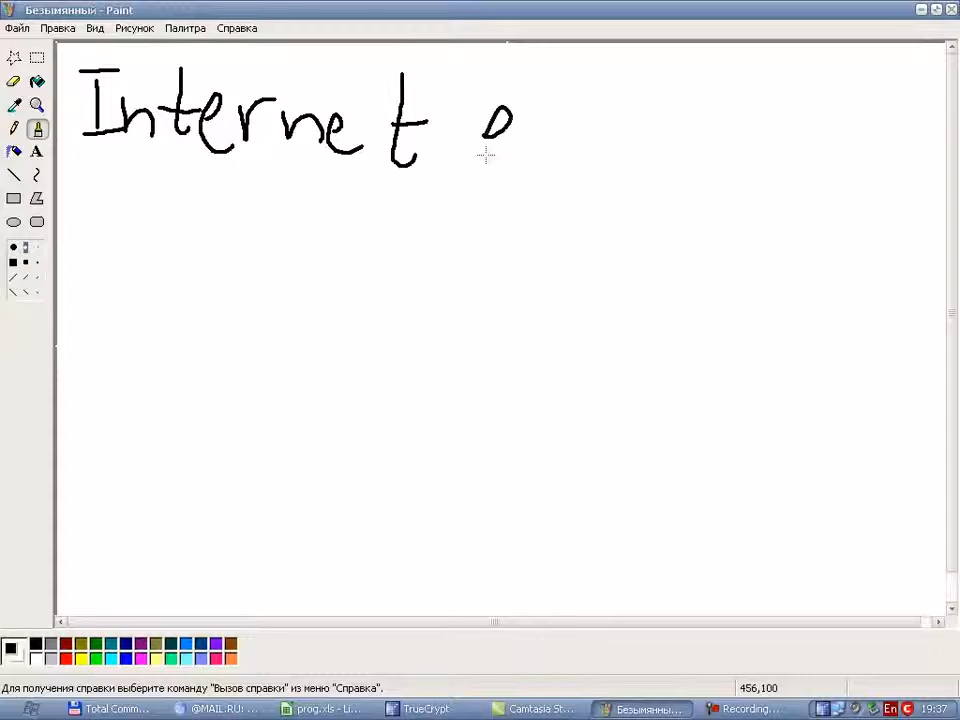 Безымянный - Paint
Файл Правка Вид Рисунок Палитра Справка
Internet o
Для получения справки выберите команду "Вызов справки" из меню "Справка".
456,100
Total Comm... @MAIL.RU: ... prog.xls - Li... TrueCrypt Camtasia St... Безымянны... Recording... En 19:37